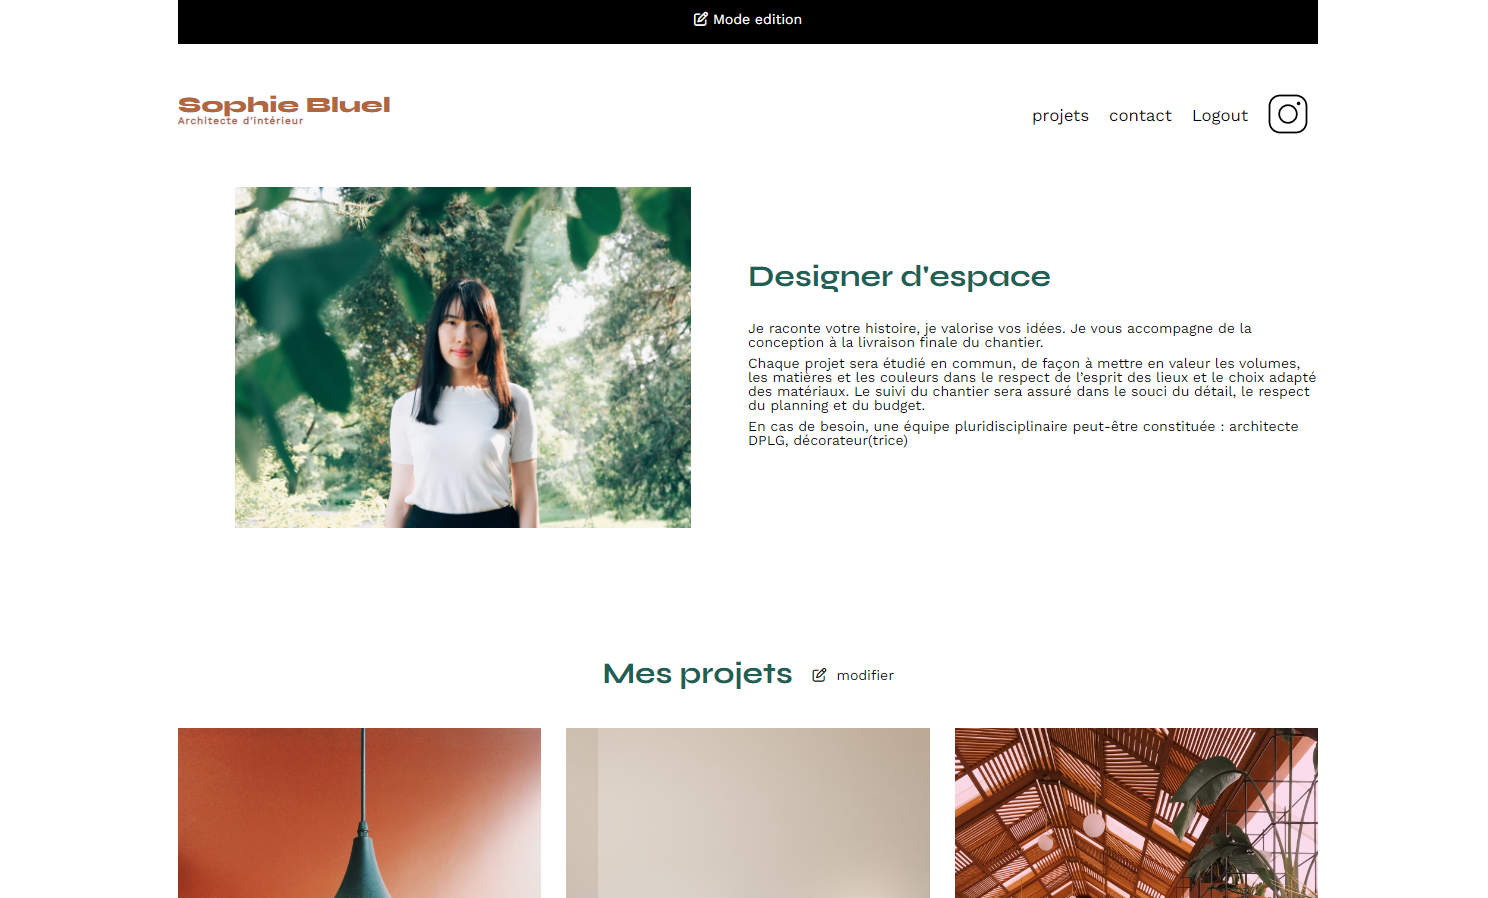 Mode edition
Sophie Bluel
Architecte d'intérieur
projets contact Logout
Designer d'espace
Je raconte votre histoire, je valorise vos idées. Je vous accompagne de la
conception à la livraison finale du chantier.
Chaque projet sera étudié en commun, de façon à mettre en valeur les volumes,
les matières et les couleurs dans le respect de l’esprit des lieux et le choix adapté
des matériaux. Le suivi du chantier sera assuré dans le souci du détail, le respect
du planning et du budget.
En cas de besoin, une équipe pluridisciplinaire peut-être constituée : architecte
DPLG, décorateur(trice)
Mes projets modifier